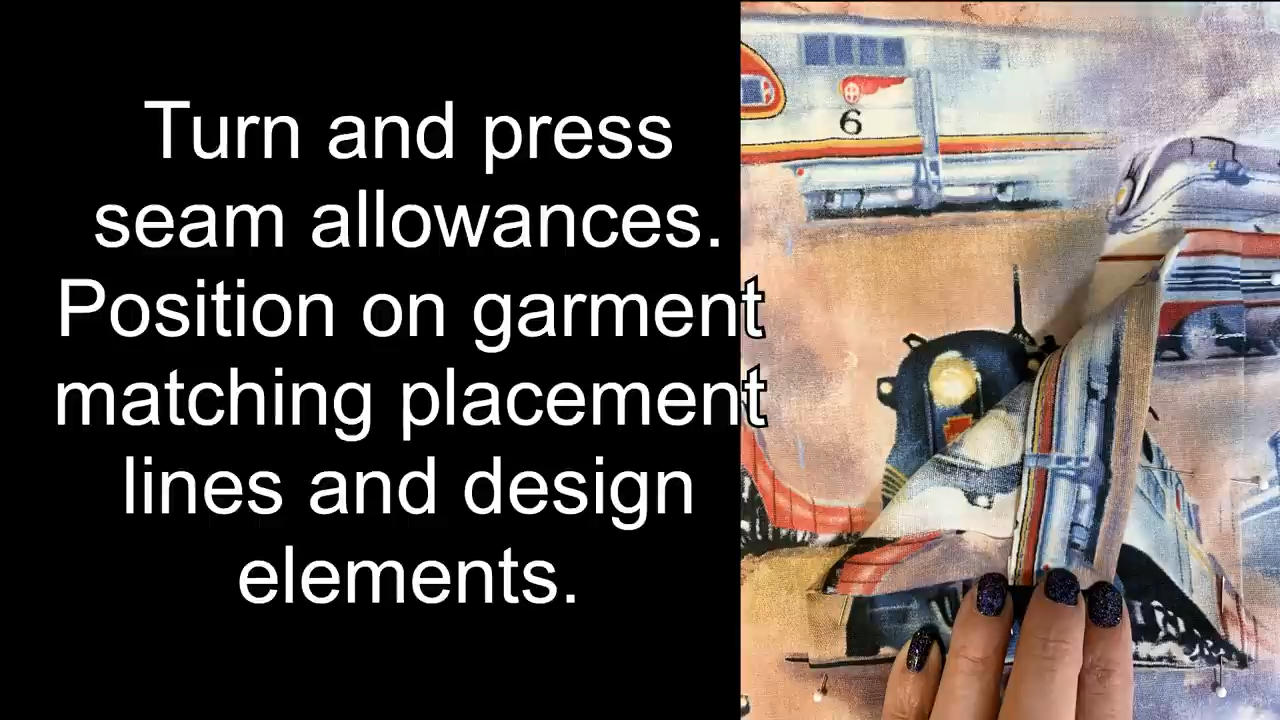 Turn and press
seam allowances.
Position on garment
matching placement
lines and design
elements.
6